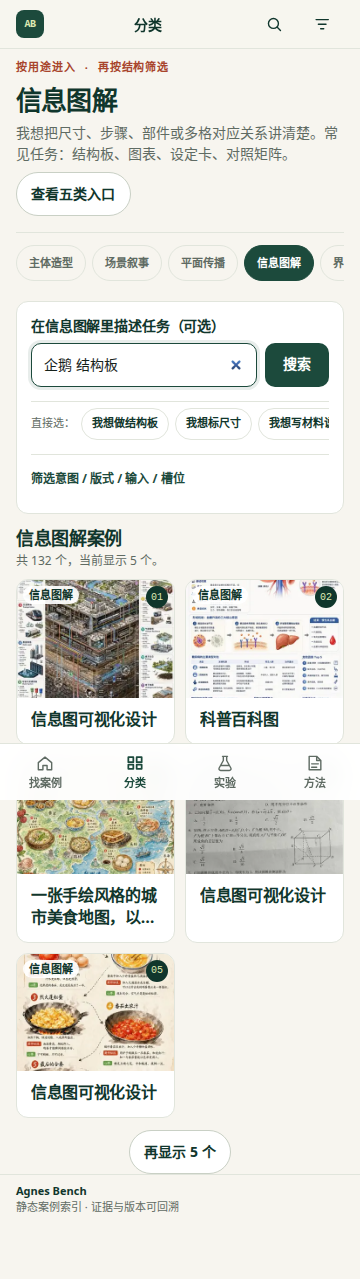 AB
分类
按用途进入 · 再按结构筛选
信息图解
我想把尺寸、步骤、部件或多格对应关系讲清楚。常
见任务：结构板、图表、设定卡、对照矩阵。
查看五类入口
主体造型
场景叙事
平面传播
信息图解
界
在信息图解里描述任务（可选）
企鹅 结构板
搜索
直接选：
我想做结构板
我想标尺寸
我想写材料
筛选意图 / 版式 / 输入 / 槽位
信息图解案例
共 132 个，当前显示 5 个。
信息图解
01
信息图解
02
信息图可视化设计
科普百科图
找案例
分类
实验
方法
一张手绘风格的城
市美食地图，以...
信息图可视化设计
信息图解
05
信息图可视化设计
再显示 5 个
Agnes Bench
静态案例索引 · 证据与版本可回溯